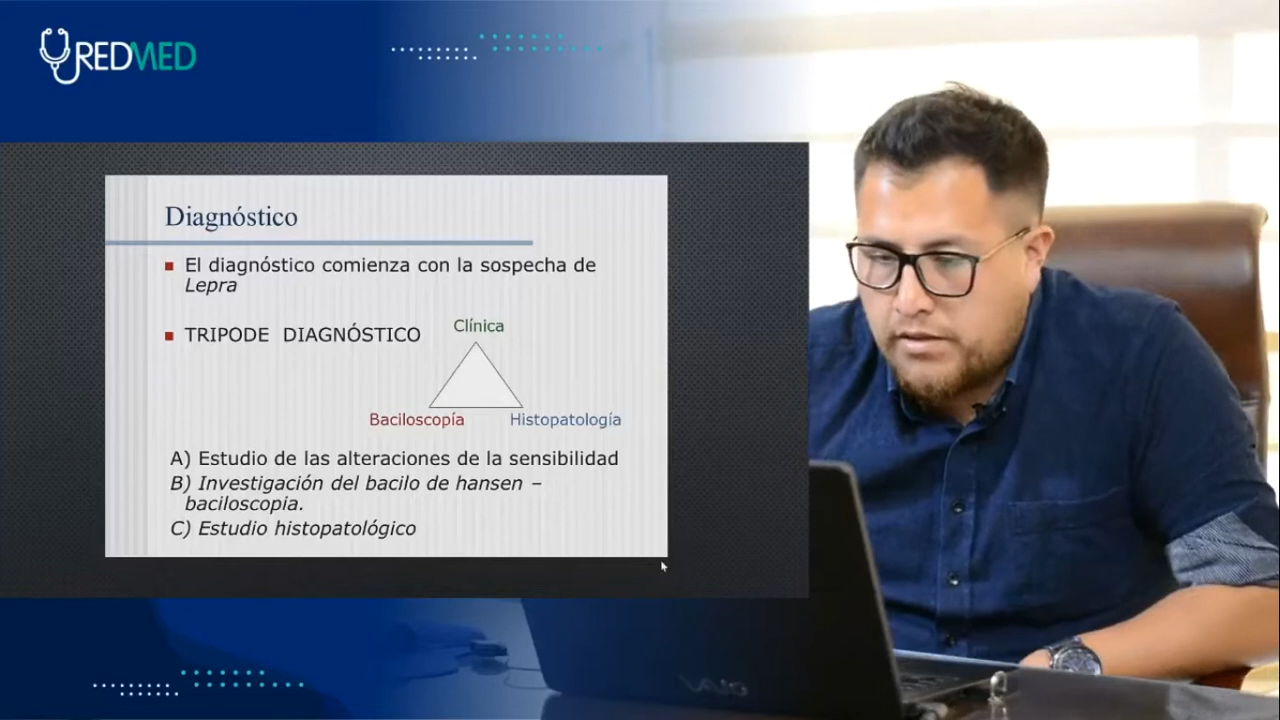 REDMED
Diagnóstico
El diagnóstico comienza con la sospecha de
Lepra
TRIPODE DIAGNÓSTICO
Clínica
Baciloscopía
Histopatología
A) Estudio de las alteraciones de la sensibilidad
B) Investigación del bacilo de hansen –
baciloscopia.
C) Estudio histopatológico
VAIO